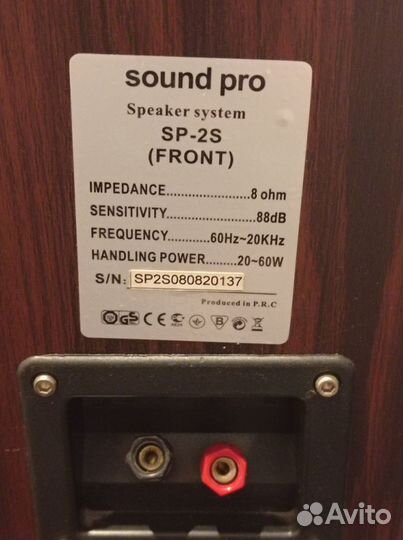 sound pro
Speaker system
SP-2S
(FRONT)
IMPEDANCE..................8 ohm
SENSITIVITY..................88dB
FREQUENCY...........60Hz~20KHz
HANDLING POWER.......20~60W
S/N: SP2S080820137
Produced in P.R.C
Avito